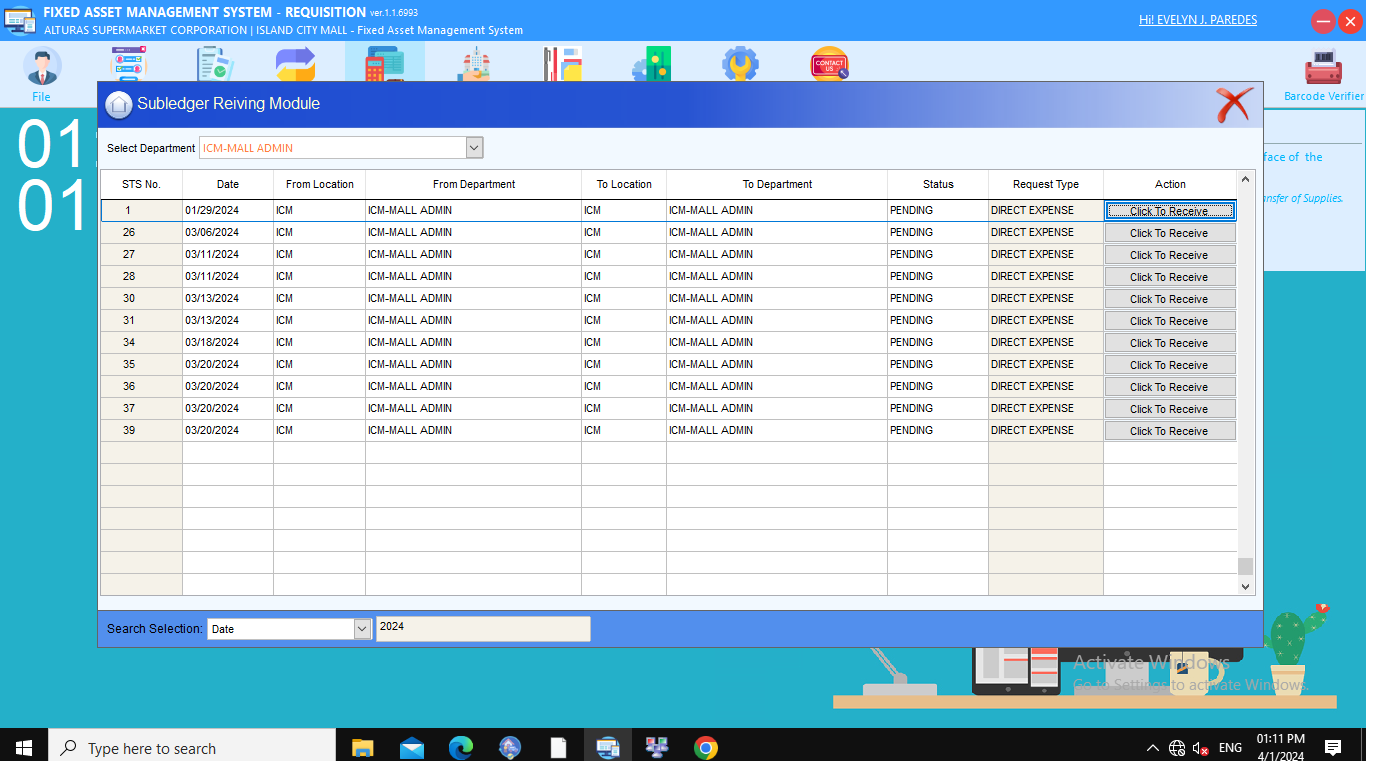 FIXED ASSET MANAGEMENT SYSTEM - REQUISITION ver.1.1.6993
ALTURAS SUPERMARKET CORPORATION | ISLAND CITY MALL - Fixed Asset Management System
Hi! EVELYN J. PAREDES
CONTACT US
File
Barcode Verifier
Subledger Reiving Module
01
01
face of the
Select Department ICM-MALL ADMIN
STS No. Date From Location From Department To Location To Department Status Request Type Action
nsfer of Supplies.
1 01/29/2024 ICM ICM-MALL ADMIN ICM ICM-MALL ADMIN PENDING DIRECT EXPENSE Click To Receive
26 03/06/2024 ICM ICM-MALL ADMIN ICM ICM-MALL ADMIN PENDING DIRECT EXPENSE Click To Receive
27 03/11/2024 ICM ICM-MALL ADMIN ICM ICM-MALL ADMIN PENDING DIRECT EXPENSE Click To Receive
28 03/11/2024 ICM ICM-MALL ADMIN ICM ICM-MALL ADMIN PENDING DIRECT EXPENSE Click To Receive
30 03/13/2024 ICM ICM-MALL ADMIN ICM ICM-MALL ADMIN PENDING DIRECT EXPENSE Click To Receive
31 03/13/2024 ICM ICM-MALL ADMIN ICM ICM-MALL ADMIN PENDING DIRECT EXPENSE Click To Receive
34 03/18/2024 ICM ICM-MALL ADMIN ICM ICM-MALL ADMIN PENDING DIRECT EXPENSE Click To Receive
35 03/20/2024 ICM ICM-MALL ADMIN ICM ICM-MALL ADMIN PENDING DIRECT EXPENSE Click To Receive
36 03/20/2024 ICM ICM-MALL ADMIN ICM ICM-MALL ADMIN PENDING DIRECT EXPENSE Click To Receive
37 03/20/2024 ICM ICM-MALL ADMIN ICM ICM-MALL ADMIN PENDING DIRECT EXPENSE Click To Receive
39 03/20/2024 ICM ICM-MALL ADMIN ICM ICM-MALL ADMIN PENDING DIRECT EXPENSE Click To Receive
Search Selection: Date 2024
Activate Windows
Go to Settings to activate Windows.
Type here to search
ENG
01:11 PM
4/1/2024